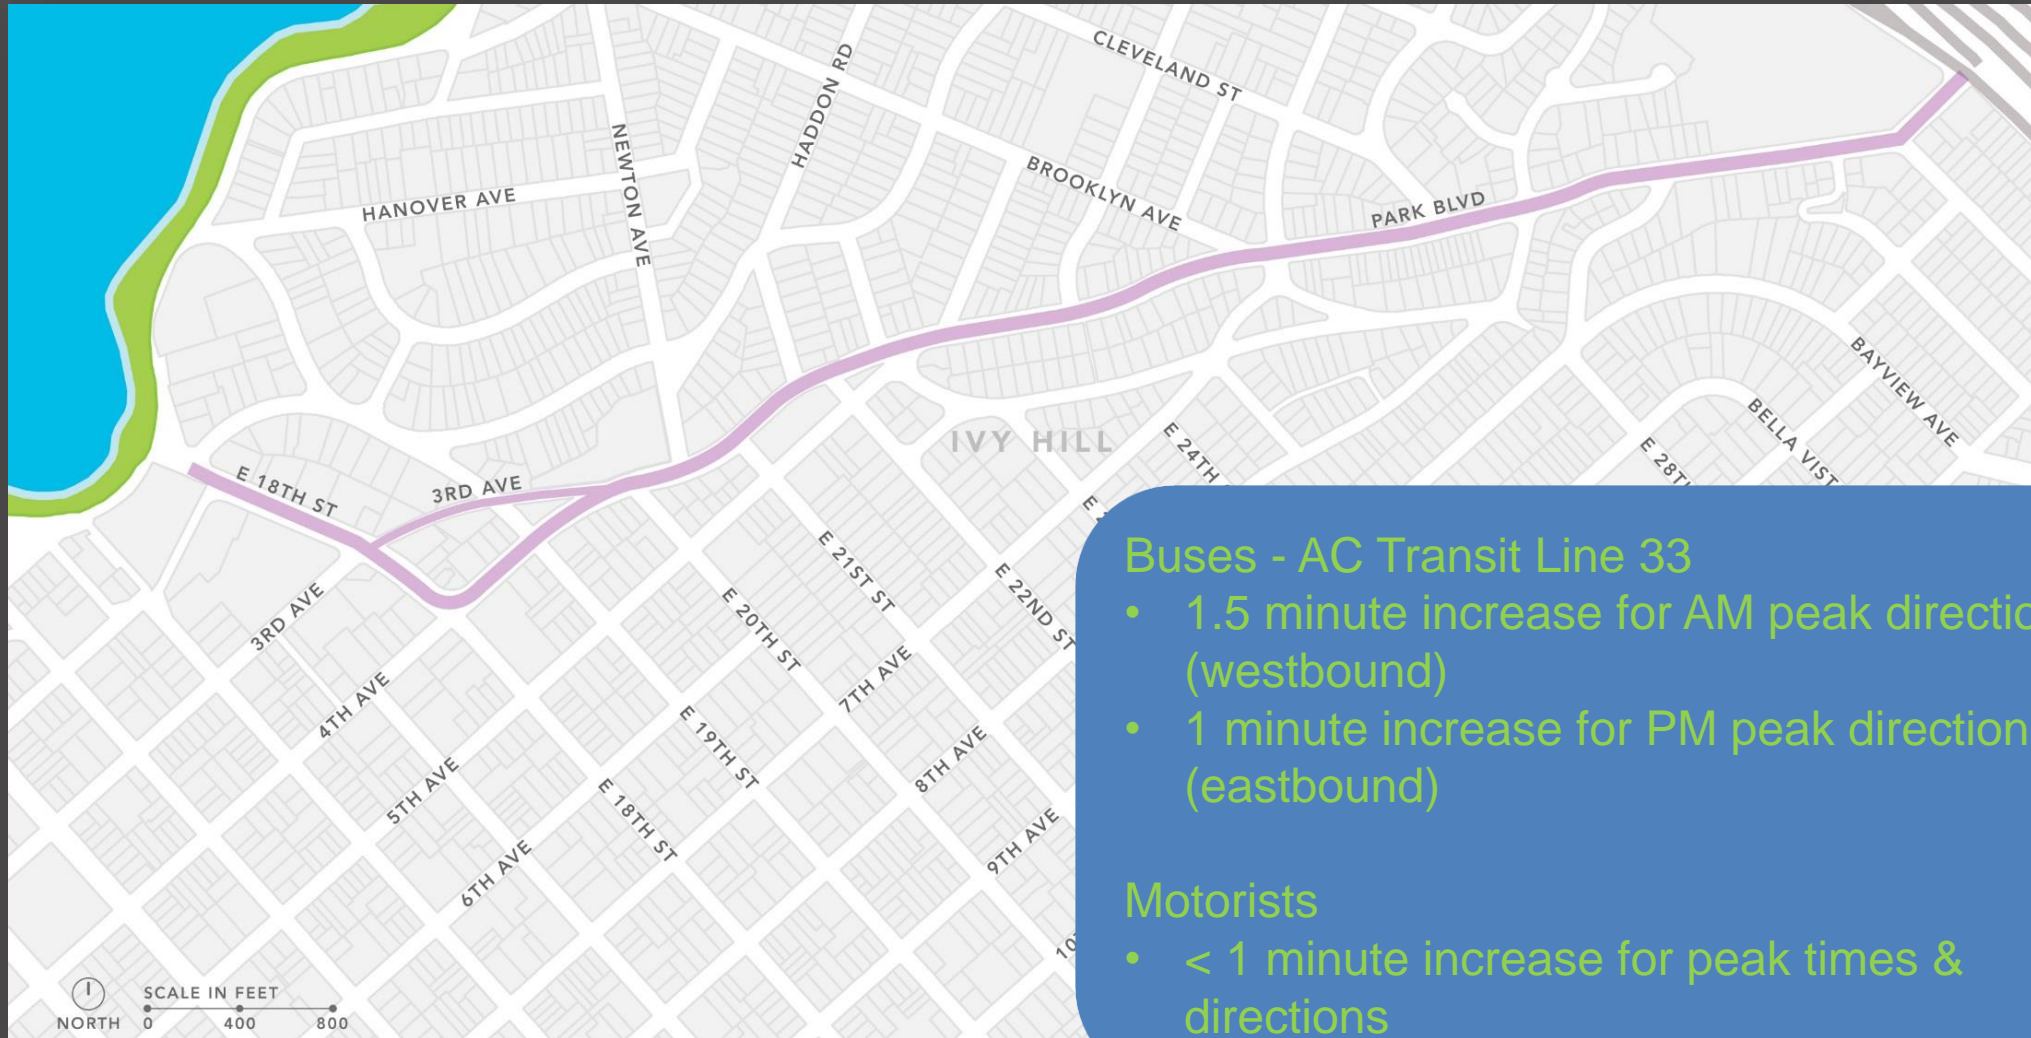 CLEVELAND ST
HADDON RD
NEWTON AVE
BROOKLYN AVE
HANOVER AVE
PARK BLVD
BAYVIEW AVE
BELLA
IVY HILL
E 24TH
E
E 18TH ST
3RD AVE
E 21ST ST
E 22ND ST
3RD AVE
E 20TH ST
7TH AVE
4TH AVE
E 19TH ST
8TH AVE
5TH AVE
E 18TH ST
9TH AVE
6TH AVE
Buses - AC Transit Line 33
• 1.5 minute increase for AM peak
(westbound)
• 1 minute increase for PM peak direction
(eastbound)
Motorists
• < 1 minute increase for peak times &
directions
SCALE IN FEET
NORTH 0 400 800